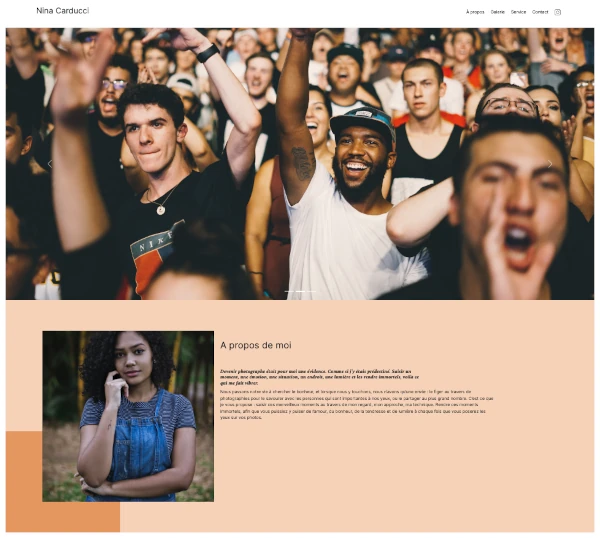 Nina Carducci
À propos Galerie Service Contact
NIKE
A propos de moi
Devenir photographe était pour moi une évidence. Comme si j'y étais prédestiné. Saisir un
moment, une émotion, une situation, un endroit, une lumière et les rendre immortels, voila ce
qui me fait vibrer.
Nous passons notre vie à chercher le bonheur, et lorsque nous y touchons, nous n'avons qu'une envie : le figer au travers de
photographies pour le savourer avec les personnes qui sont importantes à nos yeux, ou le partager au plus grand nombre. C'est ce que
je vous propose : saisir vos merveilleux moments au travers de mon regard, mon approche, ma technique. Rendre ces moments
immortels, afin que vous puissiez y puiser de l'amour, du bonheur, de la tendresse et de la lumière à chaque fois que vous poserez les
yeux sur vos photos.